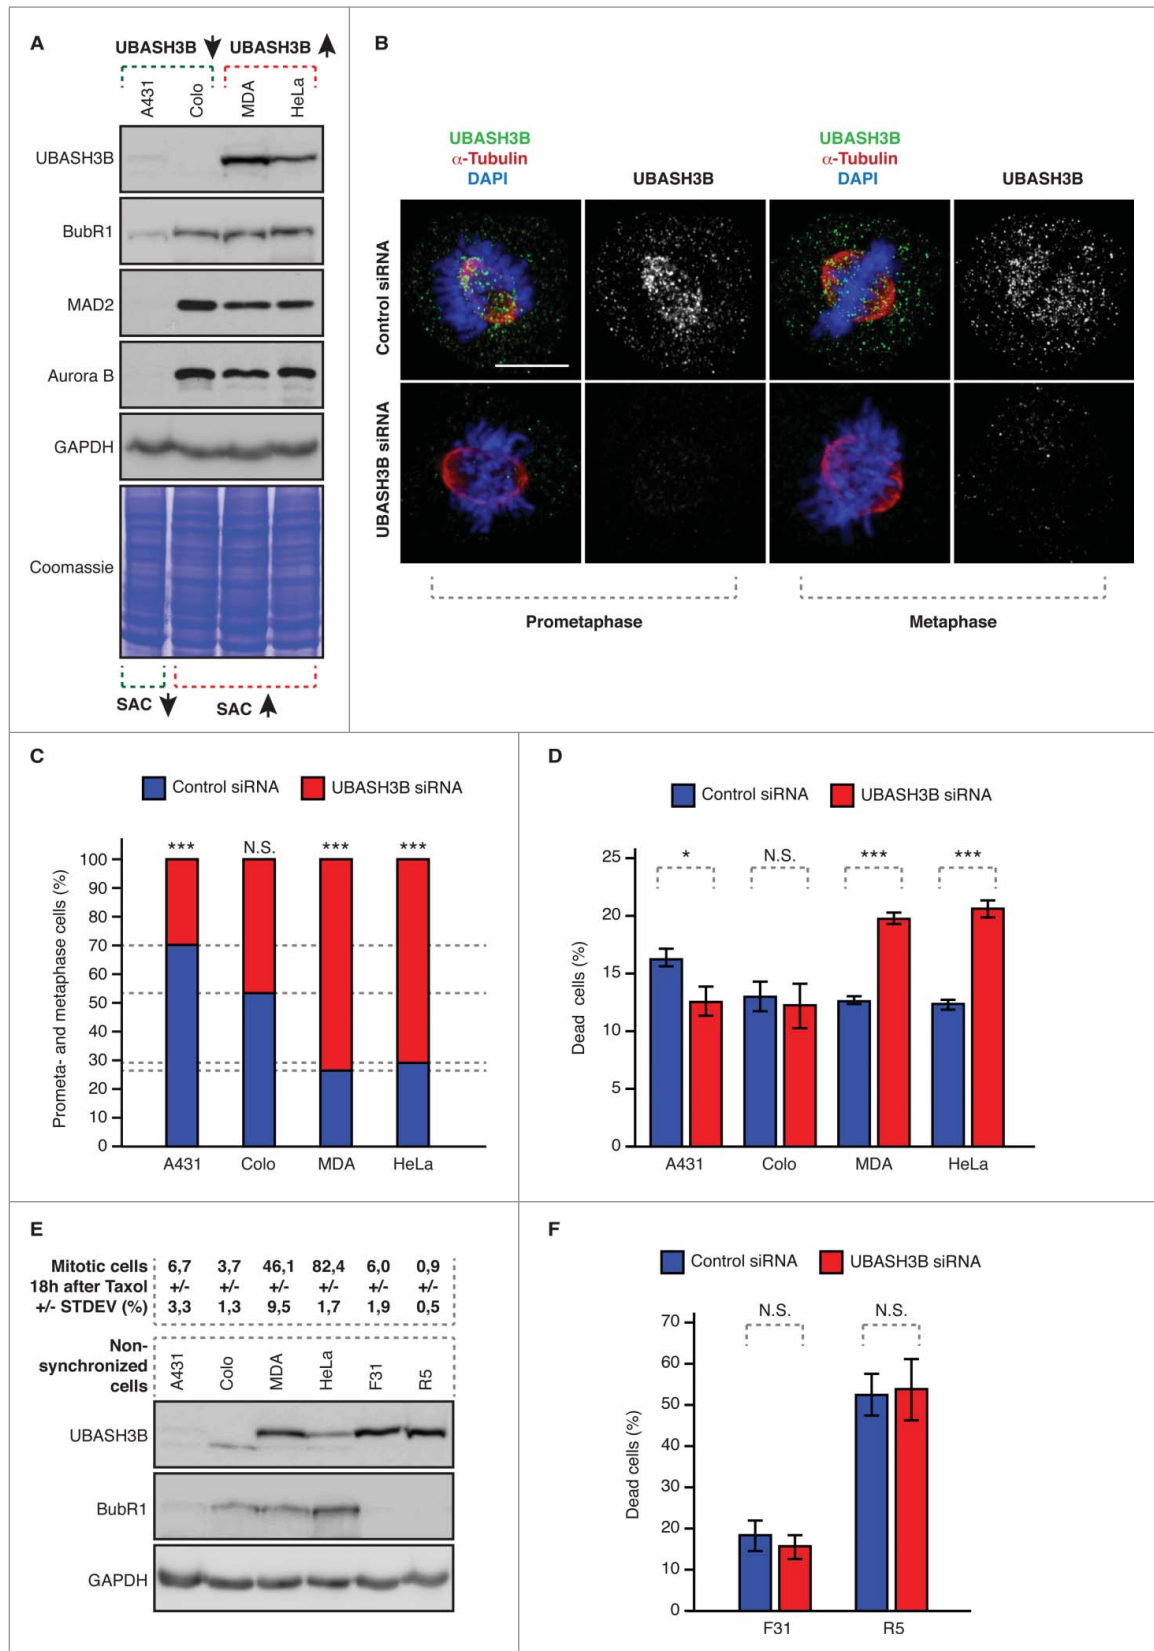 A
UBASH3B UBASH3B
A431 Colo MDA HeLa
UBASH3B
BubR1
MAD2
Aurora B
GAPDH
Coomassie
SAC SAC
B
UBASH3B UBASH3B
α-Tubulin α-Tubulin
DAPI UBASH3B DAPI UBASH3B
Control siRNA
UBASH3B siRNA
Prometaphase Metaphase
C
Control siRNA UBASH3B siRNA
Prometa- and metaphase cells (%)
*** N.S. *** ***
100
90
80
70
60
50
40
30
20
10
0
A431 Colo MDA HeLa
D
Control siRNA UBASH3B siRNA
Dead cells (%)
* N.S. *** ***
25
20
15
10
5
0
A431 Colo MDA HeLa
E
Mitotic cells 6,7 3,7 46,1 82,4 6,0 0,9
18h after Taxol +/- +/- +/- +/- +/- +/-
+/- STDEV (%) 3,3 1,3 9,5 1,7 1,9 0,5
Non-
synchronized
cells
A431 Colo MDA HeLa F31 R5
UBASH3B
BubR1
GAPDH
F
Control siRNA UBASH3B siRNA
Dead cells (%)
N.S. N.S.
70
60
50
40
30
20
10
0
F31 R5